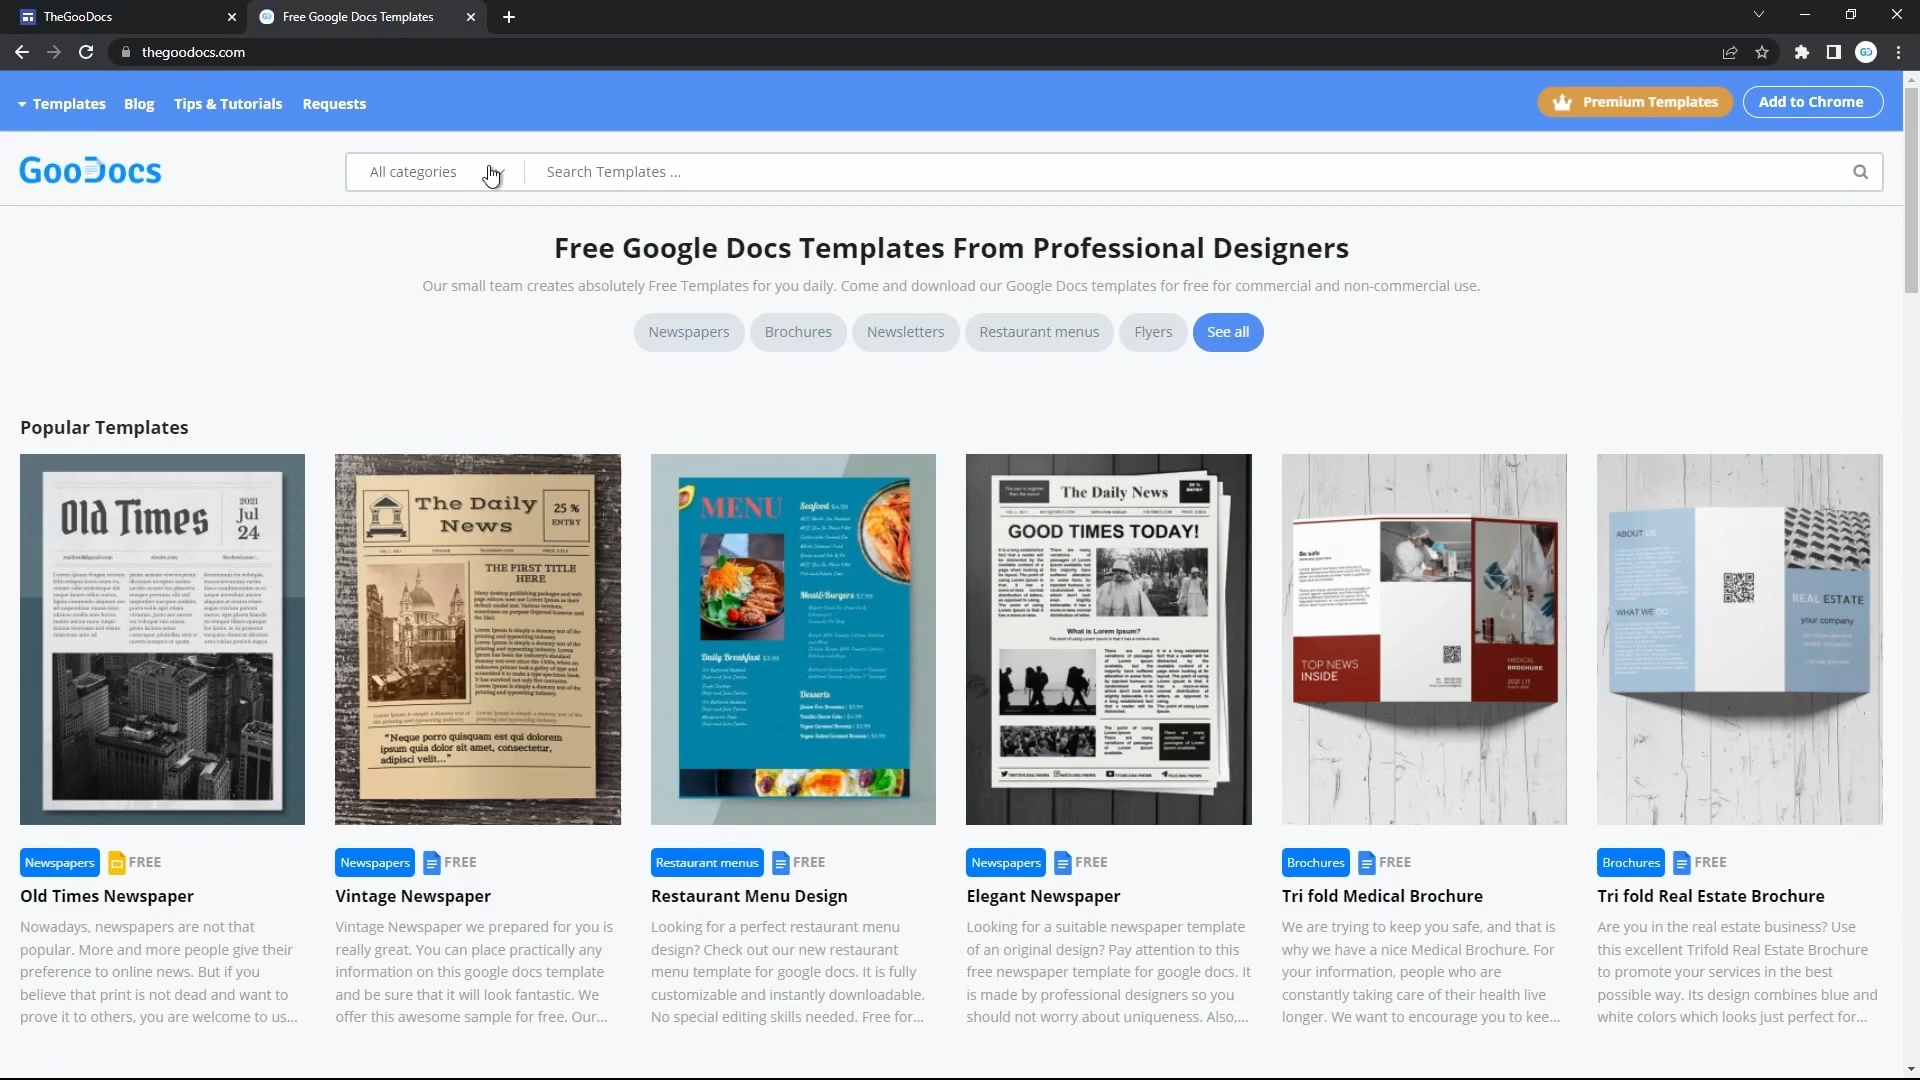 TheGooDocs
Free Google Docs Templates
thegoodocs.com
Templates
Blog
Tips & Tutorials
Requests
Premium Templates
Add to Chrome
GooDocs
All categories
Search Templates ...
Free Google Docs Templates From Professional Designers
Our small team creates absolutely Free Templates for you daily. Come and download our Google Docs templates for free for commercial and non-commercial use.
Newspapers
Brochures
Newsletters
Restaurant menus
Flyers
See all
Popular Templates
Old Times
2021
Jul
24
The Daily
News
25 %
ENTRY
THE FIRST TITLE
HERE
"Neque porro quisquam est qui dolorem
ipsum quia dolor sit amet, consectetur,
adipisci velit..."
MENU
Seafood $4.99
Meat&Burgers $7.99
Daily Breakfast $3.99
Desserts
The Daily News
GOOD TIMES TODAY!
What is Lorem Ipsum?
Be safe
TOP NEWS
INSIDE
MEDICAL
BROCHURE
2021 | 13
ABOUT US
WHAT WE DO
REAL ESTATE
your company
Newspapers
FREE
Old Times Newspaper
Nowadays, newspapers are not that
popular. More and more people give their
preference to online news. But if you
believe that print is not dead and want to
prove it to others, you are welcome to us...
Newspapers
FREE
Vintage Newspaper
Vintage Newspaper we prepared for you is
really great. You can place practically any
information on this google docs template
and be sure that it will look fantastic. We
offer this awesome sample for free. Our...
Restaurant menus
FREE
Restaurant Menu Design
Looking for a perfect restaurant menu
design? Check out our new restaurant
menu template for google docs. It is fully
customizable and instantly downloadable.
No special editing skills needed. Free for...
Newspapers
FREE
Elegant Newspaper
Looking for a suitable newspaper template
of an original design? Pay attention to this
free newspaper template for google docs. It
is made by professional designers so you
should not worry about uniqueness. Also,...
Brochures
FREE
Tri fold Medical Brochure
We are trying to keep you safe, and that is
why we have a nice Medical Brochure. For
your information, people who are
constantly taking care of their health live
longer. We want to encourage you to kee...
Brochures
FREE
Tri fold Real Estate Brochure
Are you in the real estate business? Use
this excellent Trifold Real Estate Brochure
to promote your services in the best
possible way. Its design combines blue and
white colors which looks just perfect for...